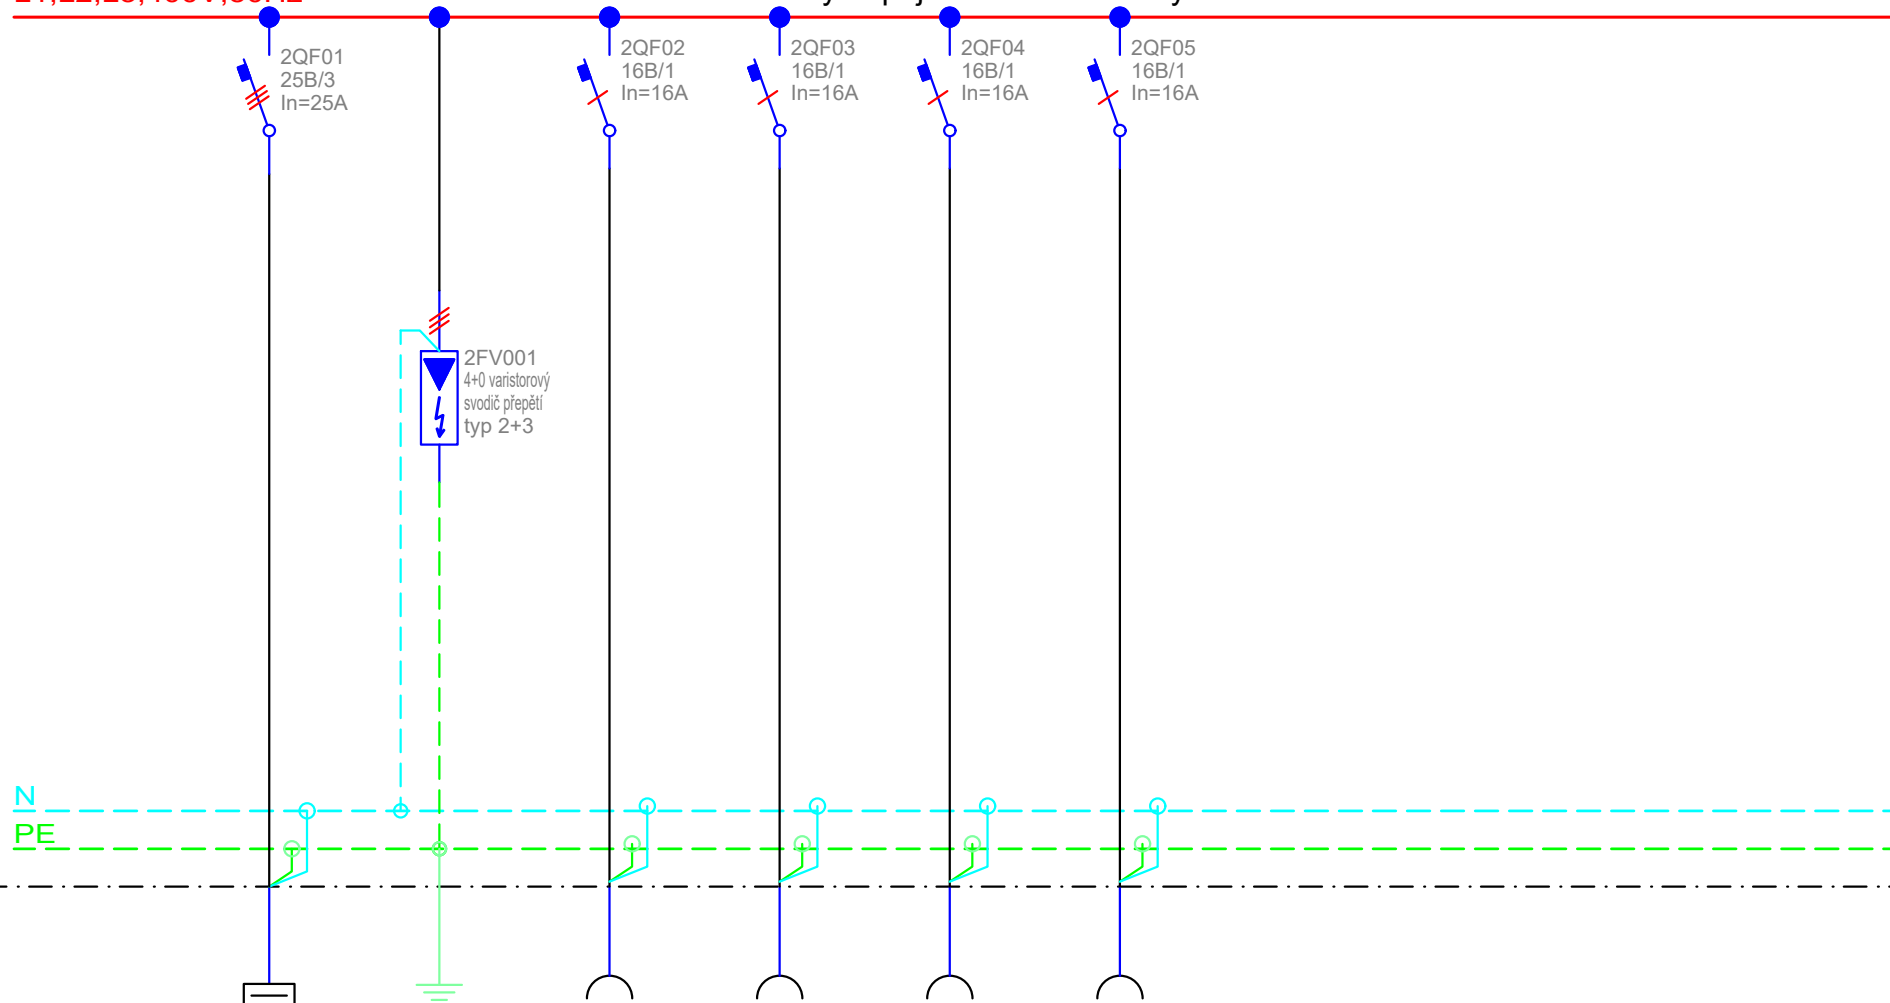 2QF01
25B/3
In=25A
2QF02
16B/1
In=16A
2QF03
16B/1
In=16A
2QF04
16B/1
In=16A
2QF05
16B/1
In=16A
2FV001
4+0 varistorový
svodič přepětí
typ 2+3
N
PE